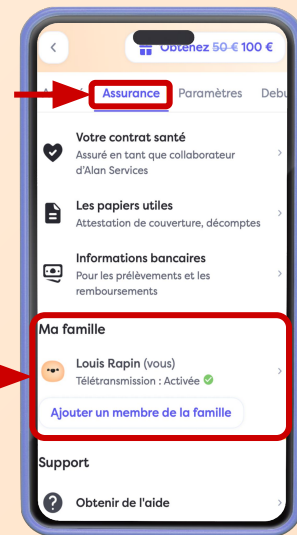 Obtenez 50 € 100 €
Assurance Paramètres
Votre contrat santé
Assuré en tant que collaborateur
d'Alan Services
Les papiers utiles
Attestation de couverture, décomptes
Informations bancaires
Pour les prélèvements et les
remboursements
Ma famille
Louis Rapin (vous)
Télétransmission : Activée
Ajouter un membre de la famille
Support
Obtenir de l'aide